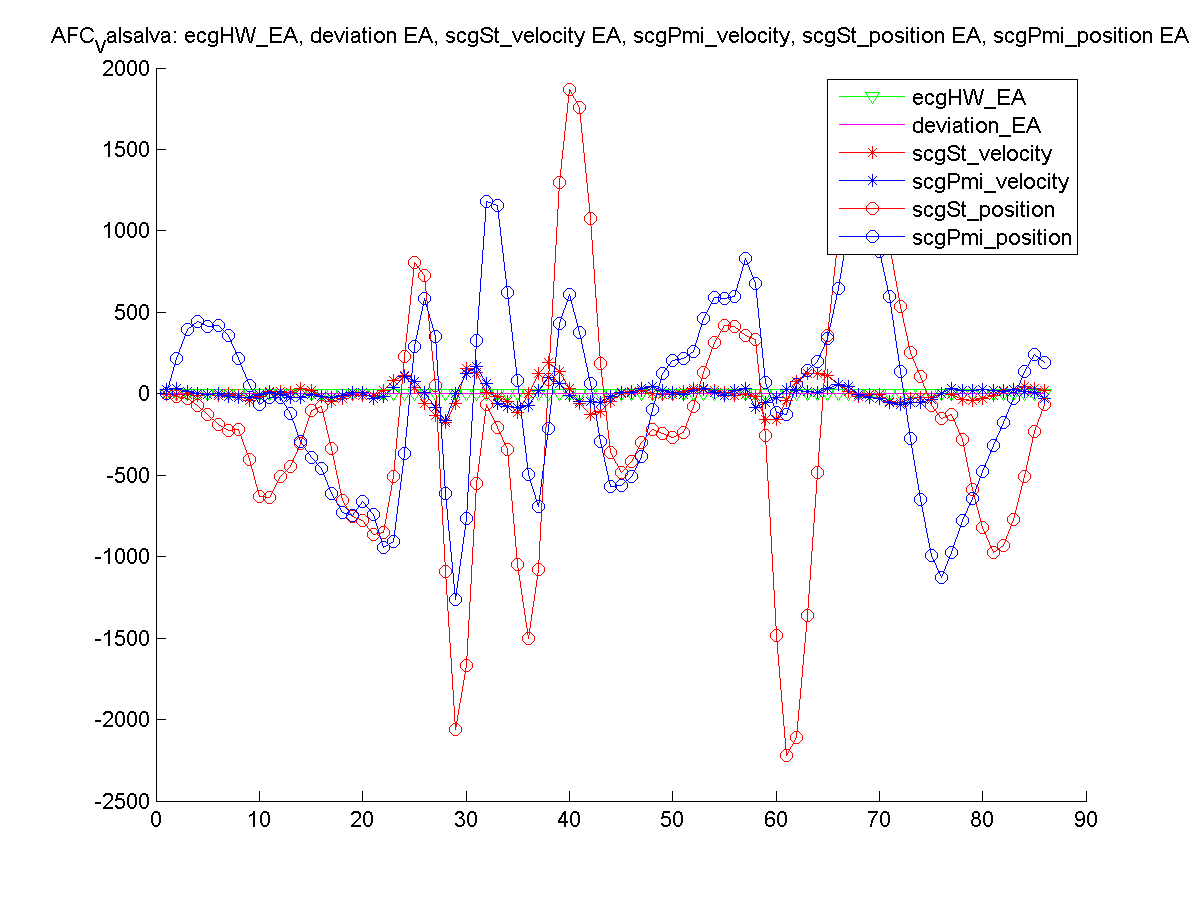 AFCValsalva: ecgHW_EA, deviation EA, scgSt_velocity EA, scgPmi_velocity, scgSt_position EA, scgPmi_position EA
2000
1500
1000
500
0
-500
-1000
-1500
-2000
-2500
0 10 20 30 40 50 60 70 80 90
ecgHW_EA
deviation_EA
scgSt_velocity
scgPmi_velocity
scgSt_position
scgPmi_position